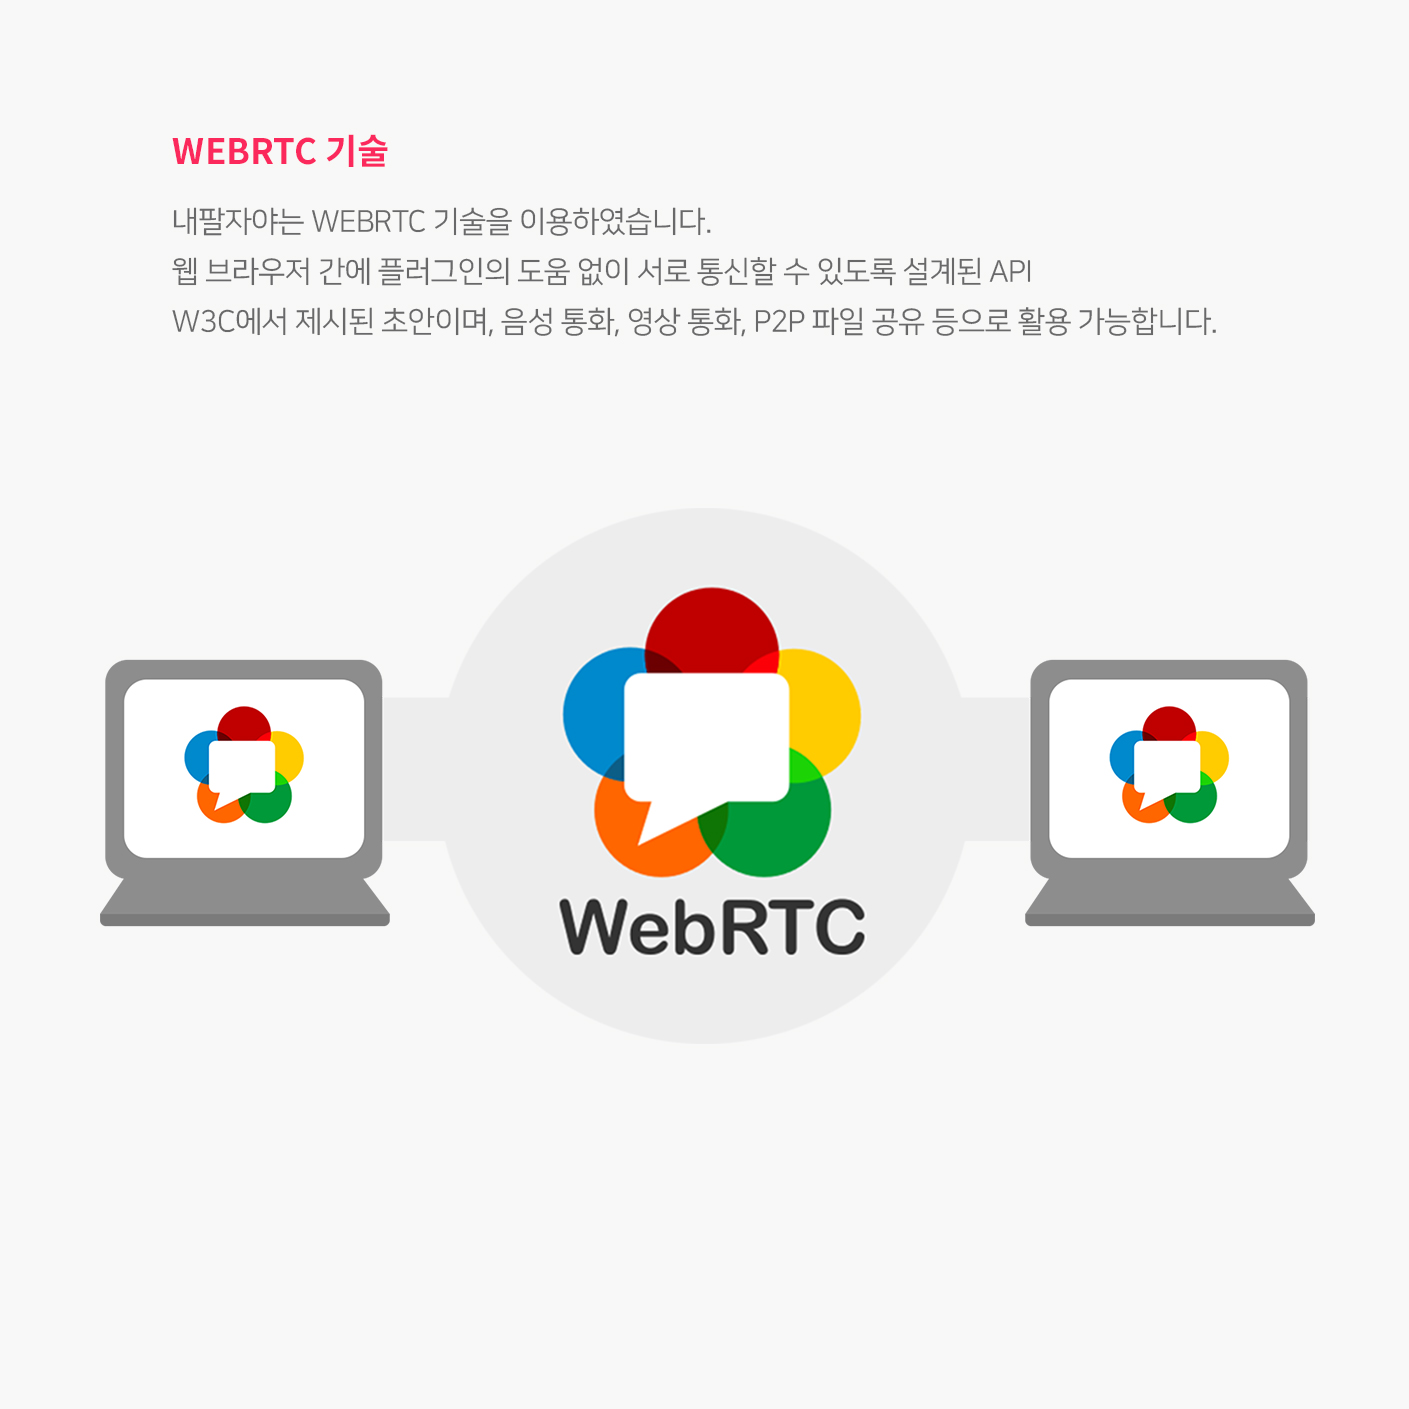 WEBRTC 기술
내팔자야는 WEBRTC 기술을 이용하였습니다.
웹 브라우저 간에 플러그인의 도움 없이 서로 통신할 수 있도록 설계된 API
W3C에서 제시된 초안이며, 음성 통화, 영상 통화, P2P 파일 공유 등으로 활용 가능합니다.
WebRTC